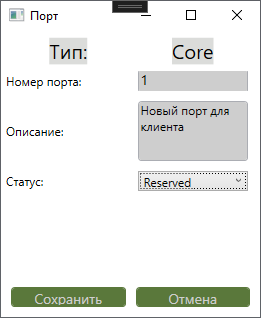 Порт
Тип: Core
Номер порта: 1
Описание: Новый порт для
клиента
Статус: Reserved
Сохранить Отмена